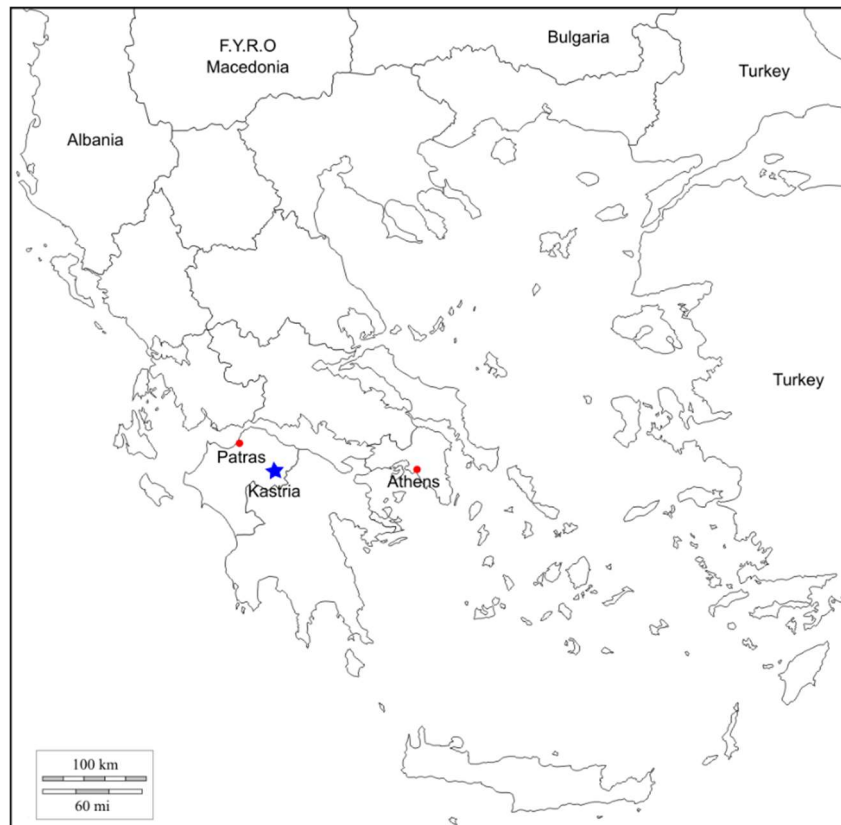 Bulgaria
F.Y.R.O
Macedonia
Turkey
Albania
Turkey
Patras
Kastria
Athens
100 km
60 mi